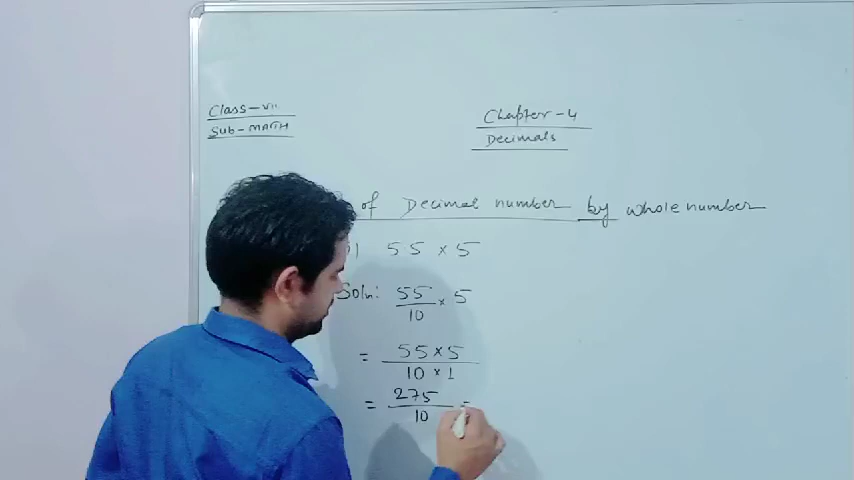 Class-VII
Sub-MATH
Chapter-4
Decimals
of Decimal number by whole number
) 55 × 5
Soln: 55/10 × 5
= 55 × 5 / 10 × 1
= 275/10 =